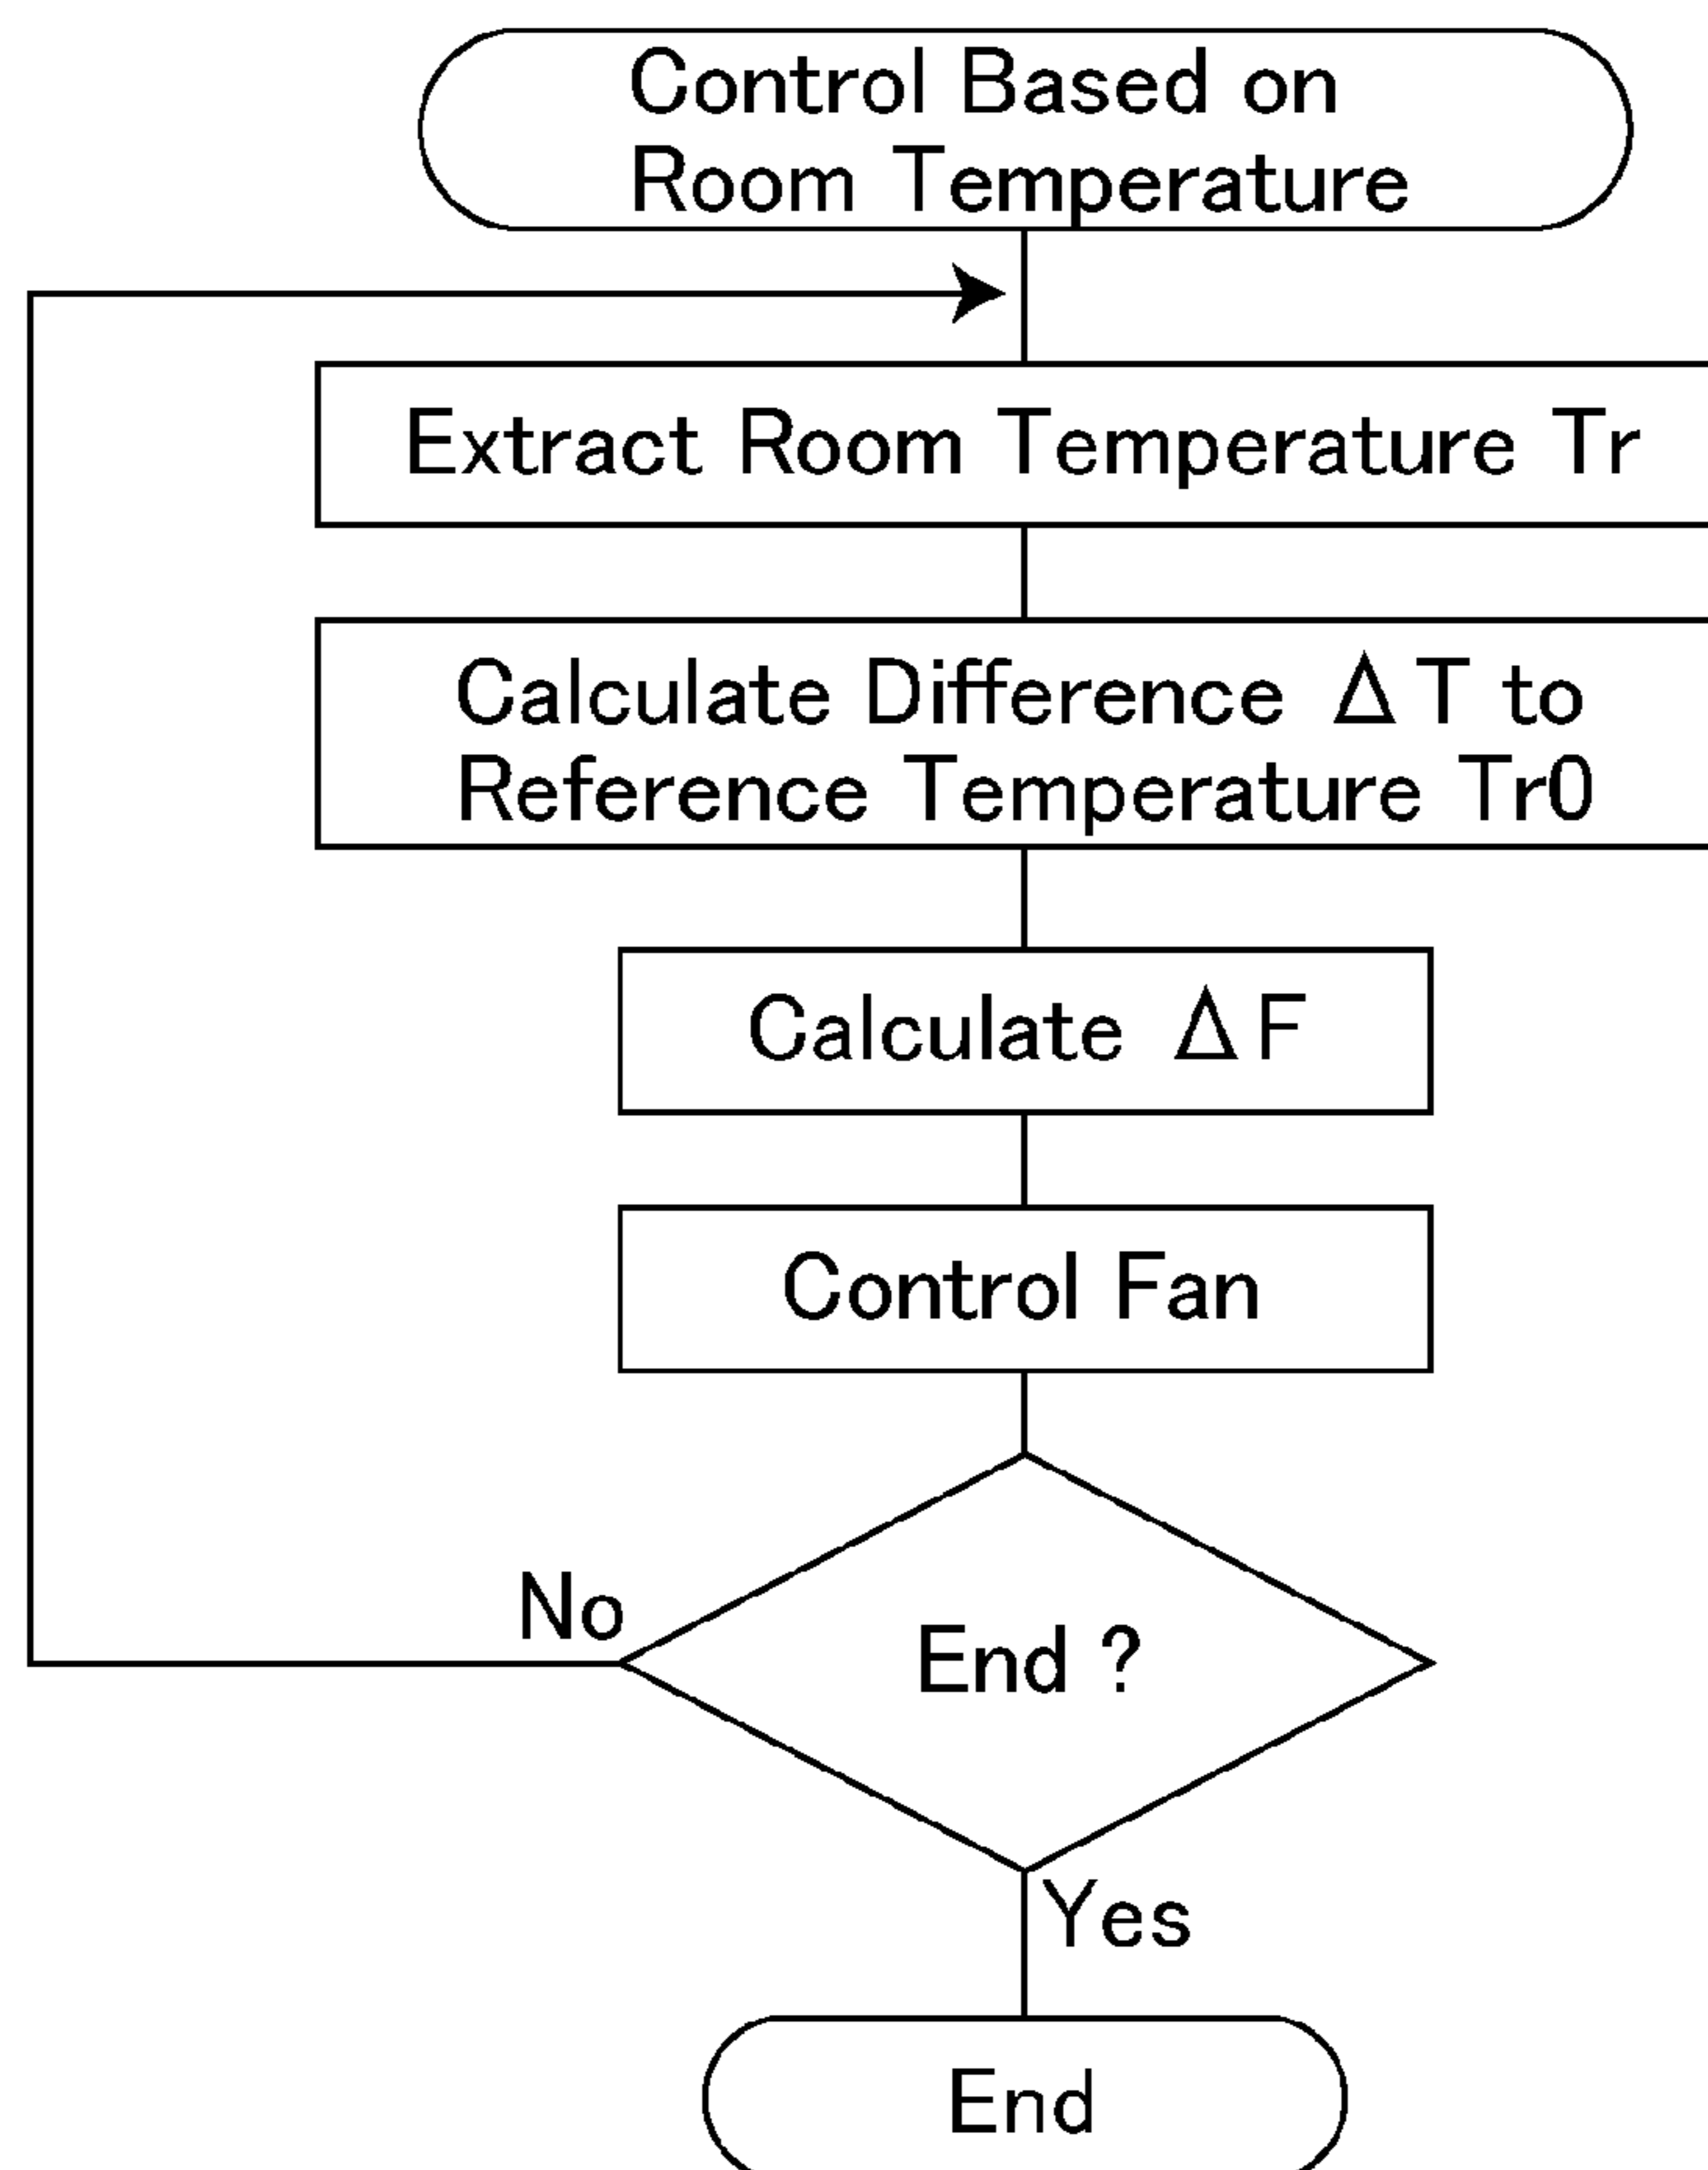 Control Based on
Room Temperature
Extract Room Temperature Tr
Calculate Difference ΔT to
Reference Temperature Tr0
Calculate ΔF
Control Fan
No
End ?
Yes
End